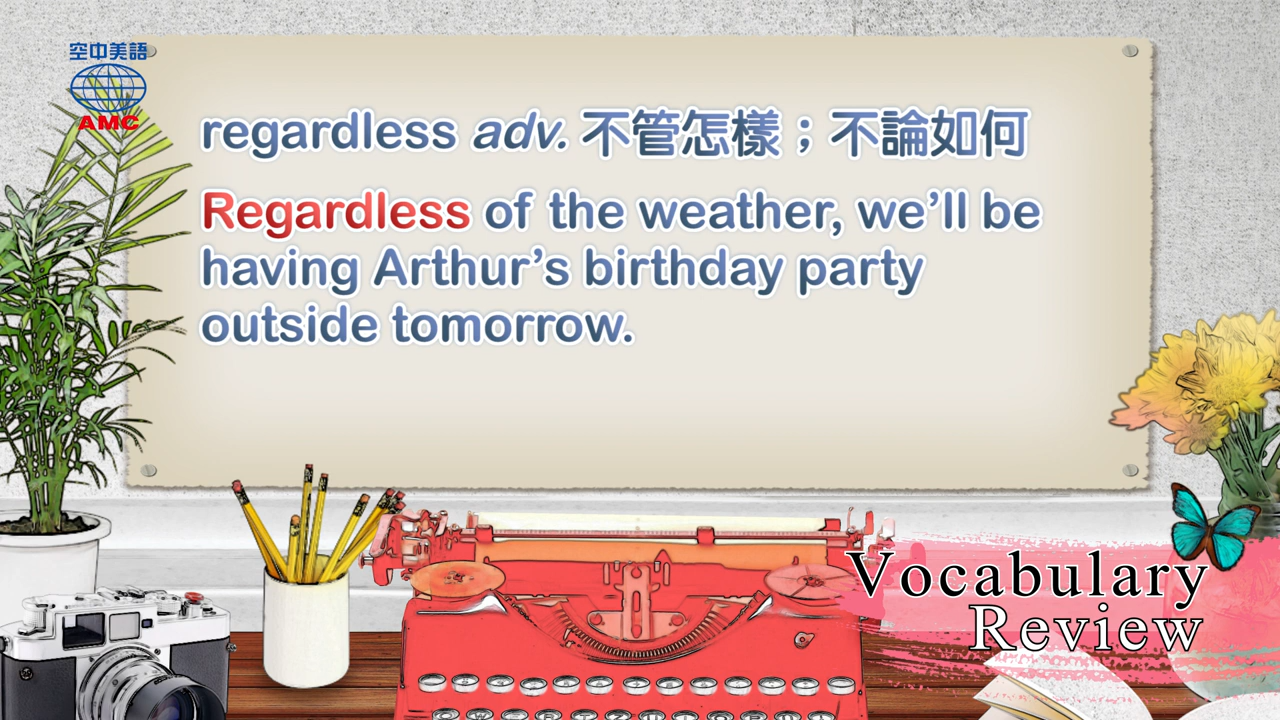 空中美語
AMC
regardless adv. 不管怎樣；不論如何
Regardless of the weather, we’ll be
having Arthur’s birthday party
outside tomorrow.
Vocabulary
Review